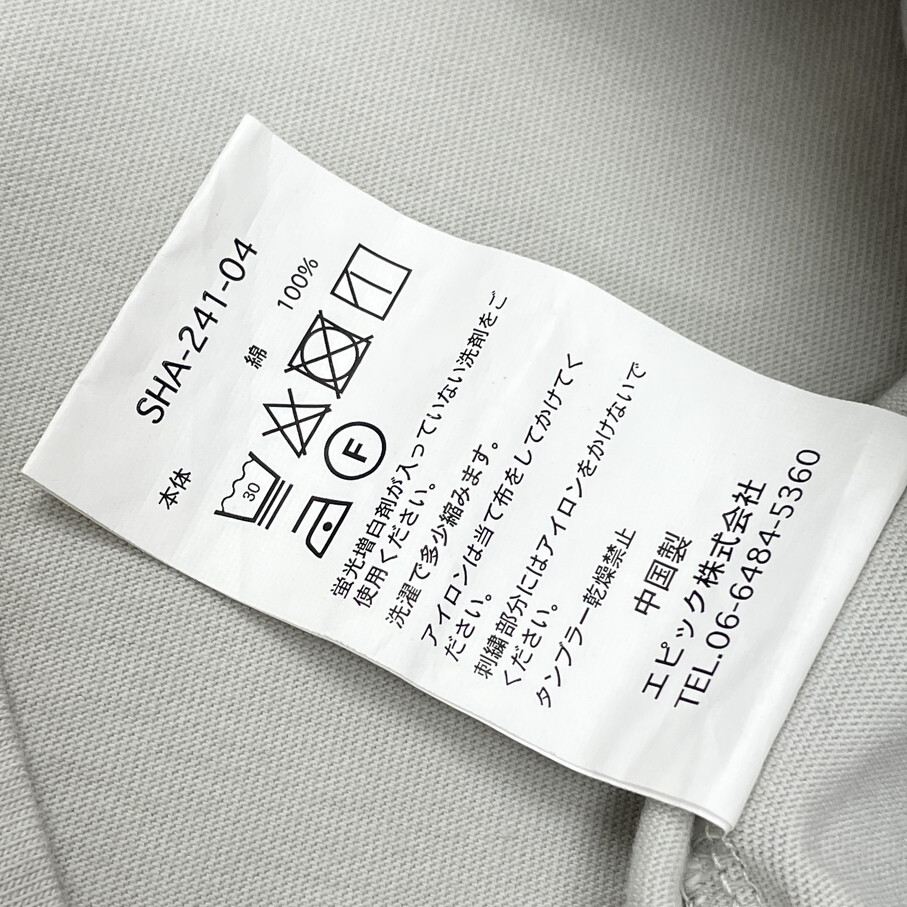 SHA-241-04
本体 綿 100%
30
F
蛍光増白剤が入っていない洗剤をご
使用ください。
洗濯で多少縮みます。
アイロンは当て布をしてかけてく
ださい。
刺繍部分にはアイロンをかけないで
ください。
タンブラー乾燥禁止
中国製
エピック株式会社
TEL.06-6484-5360